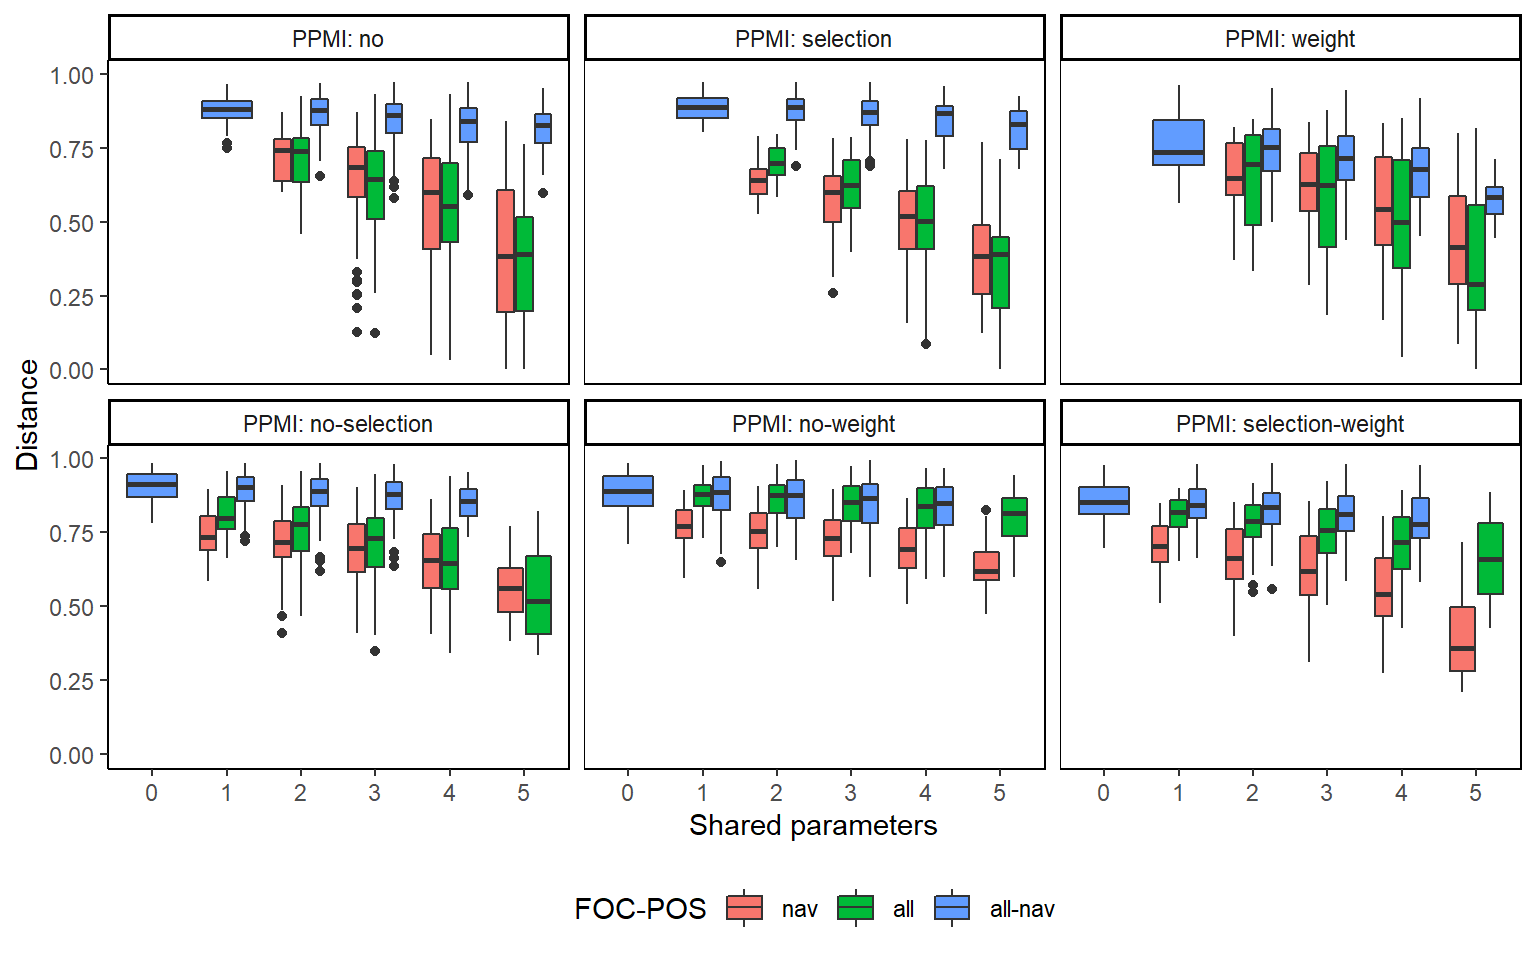 PPMI: no PPMI: selection PPMI: weight
1.00
0.75
0.50
0.25
0.00
Distance
PPMI: no-selection PPMI: no-weight PPMI: selection-weight
1.00
0.75
0.50
0.25
0.00
0 1 2 3 4 5 0 1 2 3 4 5 0 1 2 3 4 5
Shared parameters
FOC-POS nav all all-nav